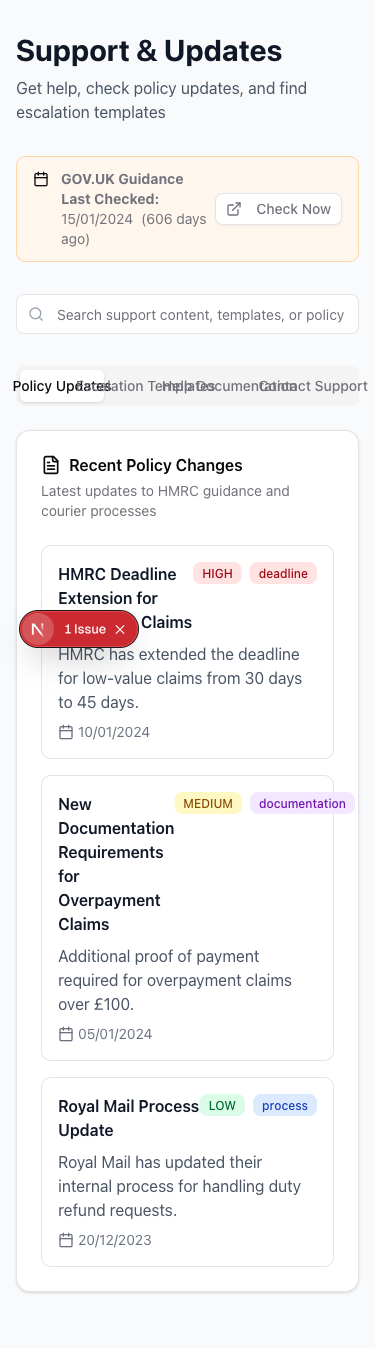 Support & Updates
Get help, check policy updates, and find
escalation templates
GOV.UK Guidance
Last Checked:
15/01/2024 (606 days
ago)
Check Now
Search support content, templates, or policy
Policy Updates
Escalation Templates
Help Documentation
Contact Support
Recent Policy Changes
Latest updates to HMRC guidance and
courier processes
HMRC Deadline
Extension for
Claims
HIGH
deadline
N 1 Issue
HMRC has extended the deadline
for low-value claims from 30 days
to 45 days.
10/01/2024
New
Documentation
Requirements
for
Overpayment
Claims
MEDIUM
documentation
Additional proof of payment
required for overpayment claims
over £100.
05/01/2024
Royal Mail Process
Update
LOW
process
Royal Mail has updated their
internal process for handling duty
refund requests.
20/12/2023